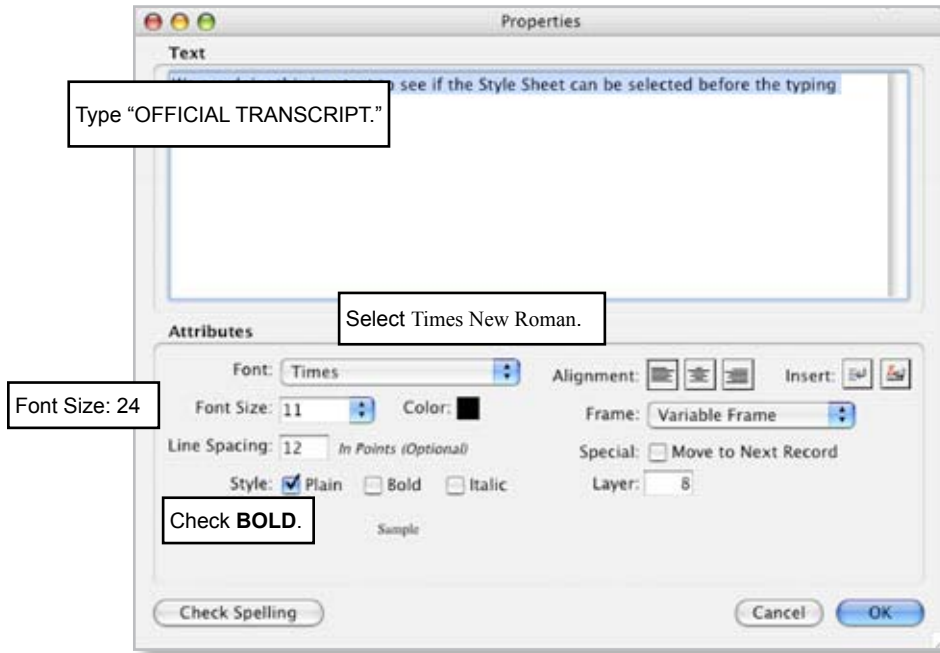 Properties
Text
see if the Style Sheet can be selected before the typing
Type “OFFICIAL TRANSCRIPT.”
Select Times New Roman.
Attributes
Font: Times Alignment: Insert:
Font Size: 24
Font Size: 11 Color: Frame: Variable Frame
Line Spacing: 12 In Points (Optional) Special: Move to Next Record
Style: Plain Bold Italic Layer: 8
Check BOLD.
Sample
Check Spelling Cancel OK